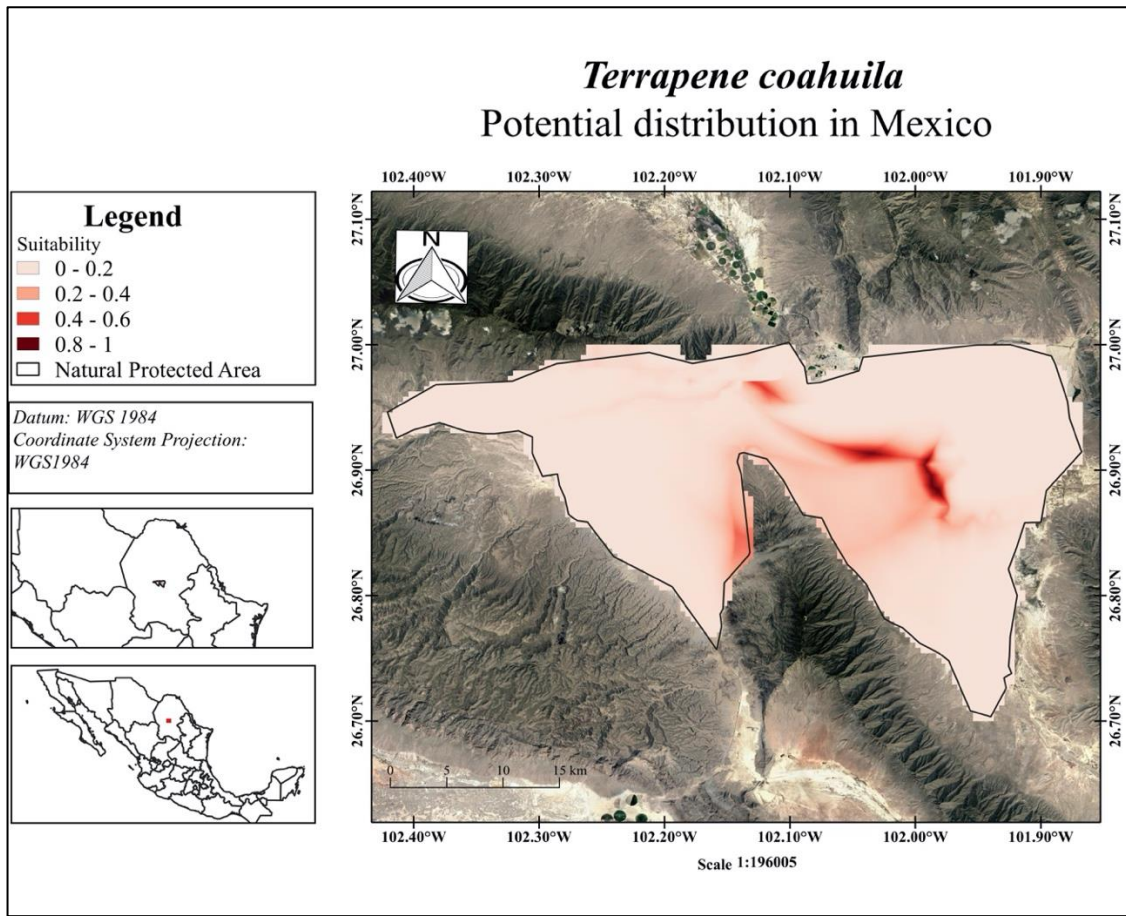 Terrapene coahuila
Potential distribution in Mexico
Legend
Suitability
0 - 0.2
0.2 - 0.4
0.4 - 0.6
0.8 - 1
Natural Protected Area
Datum: WGS 1984
Coordinate System Projection:
WGS1984
102.40°W 102.30°W 102.20°W 102.10°W 102.00°W 101.90°W
N
27.10°N 27.10°N
27.00°N 27.00°N
26.90°N 26.90°N
26.80°N 26.80°N
26.70°N 26.70°N
0 5 10 15 km
102.40°W 102.30°W 102.20°W 102.10°W 102.00°W 101.90°W
Scale 1:196005